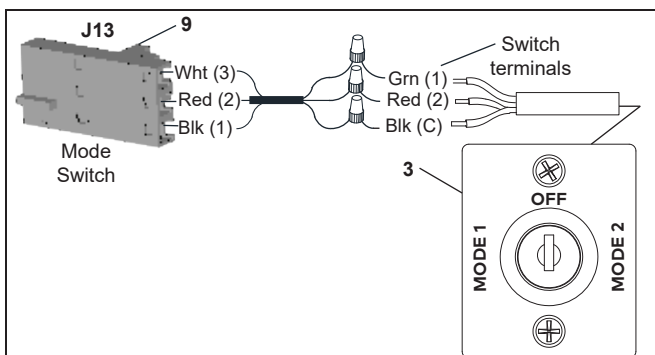 J13
9
Wht (3)
Red (2)
Blk (1)
Mode
Switch
Switch
terminals
Grn (1)
Red (2)
Blk (C)
3
OFF
MODE 1
MODE 2